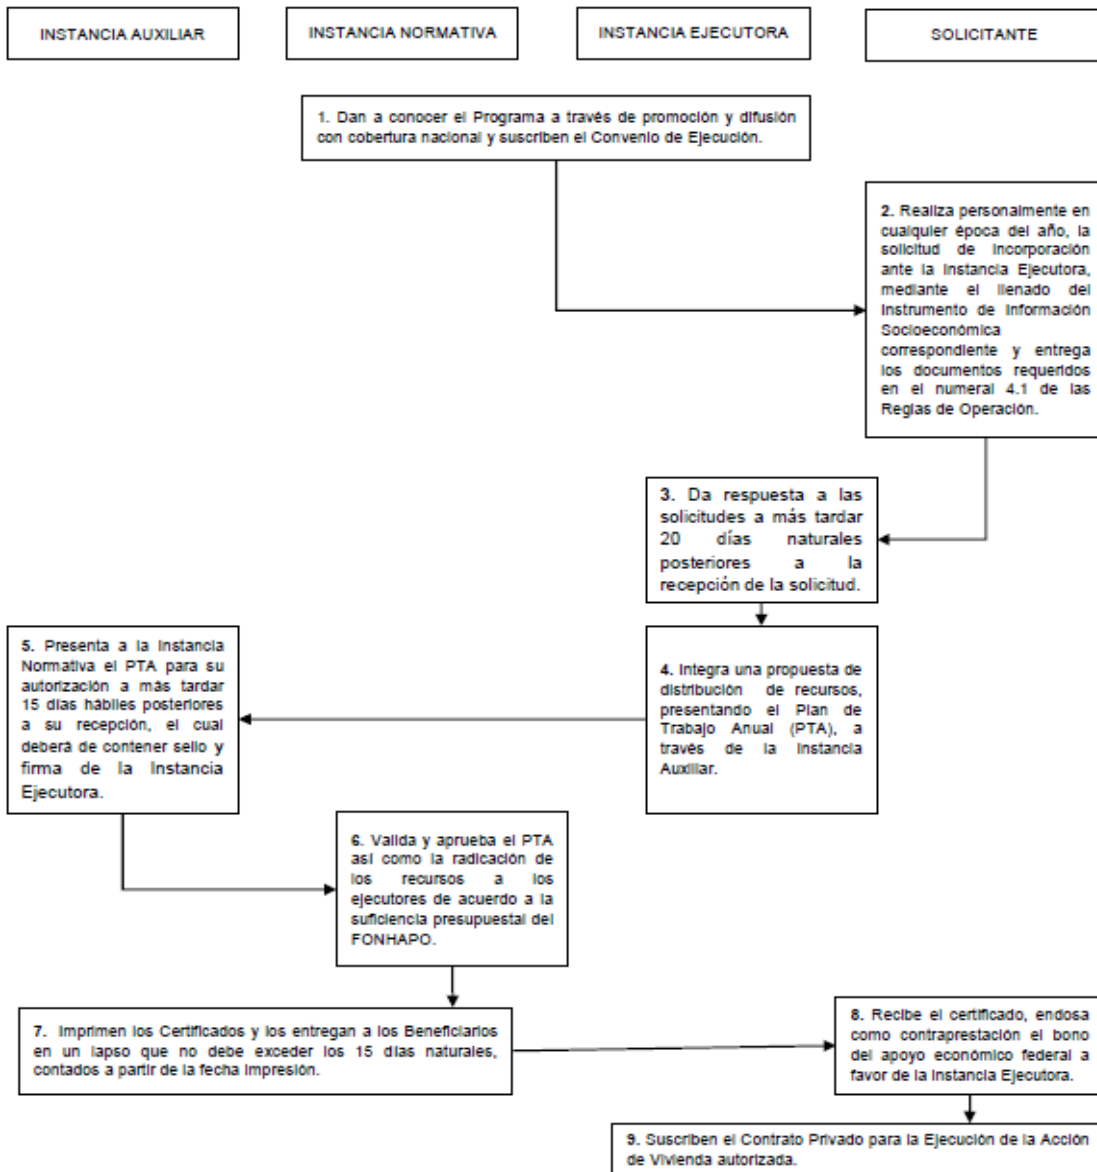 INSTANCIA AUXILIAR
INSTANCIA NORMATIVA
INSTANCIA EJECUTORA
SOLICITANTE
1. Dan a conocer el Programa a través de promoción y difusión
con cobertura nacional y suscriben el Convenio de Ejecución.
2. Realiza personalmente en
cualquier época del año, la
solicitud de incorporación
ante la Instancia Ejecutora,
mediante el llenado del
Instrumento de Información
Socioeconómica
correspondiente y entrega
los documentos requeridos
en el numeral 4.1 de las
Reglas de Operación.
3. Da respuesta a las
solicitudes a más tardar
20 días naturales
posteriores a la
recepción de la solicitud.
4. Integra una propuesta de
distribución de recursos,
presentando el Plan de
Trabajo Anual (PTA), a
través de la Instancia
Auxiliar.
5. Presenta a la Instancia
Normativa el PTA para su
autorización a más tardar
15 días hábiles posteriores
a su recepción, el cual
deberá de contener sello y
firma de la Instancia
Ejecutora.
6. Valida y aprueba el PTA
así como la radicación de
los recursos a los
ejecutores de acuerdo a la
suficiencia presupuestal del
FONHAPO.
7. Imprimen los Certificados y los entregan a los Beneficiarios
en un lapso que no debe exceder los 15 días naturales,
contados a partir de la fecha impresión.
8. Recibe el certificado, endosa
como contraprestación el bono
del apoyo económico federal a
favor de la Instancia Ejecutora.
9. Suscriben el Contrato Privado para la Ejecución de la Acción
de Vivienda autorizada.